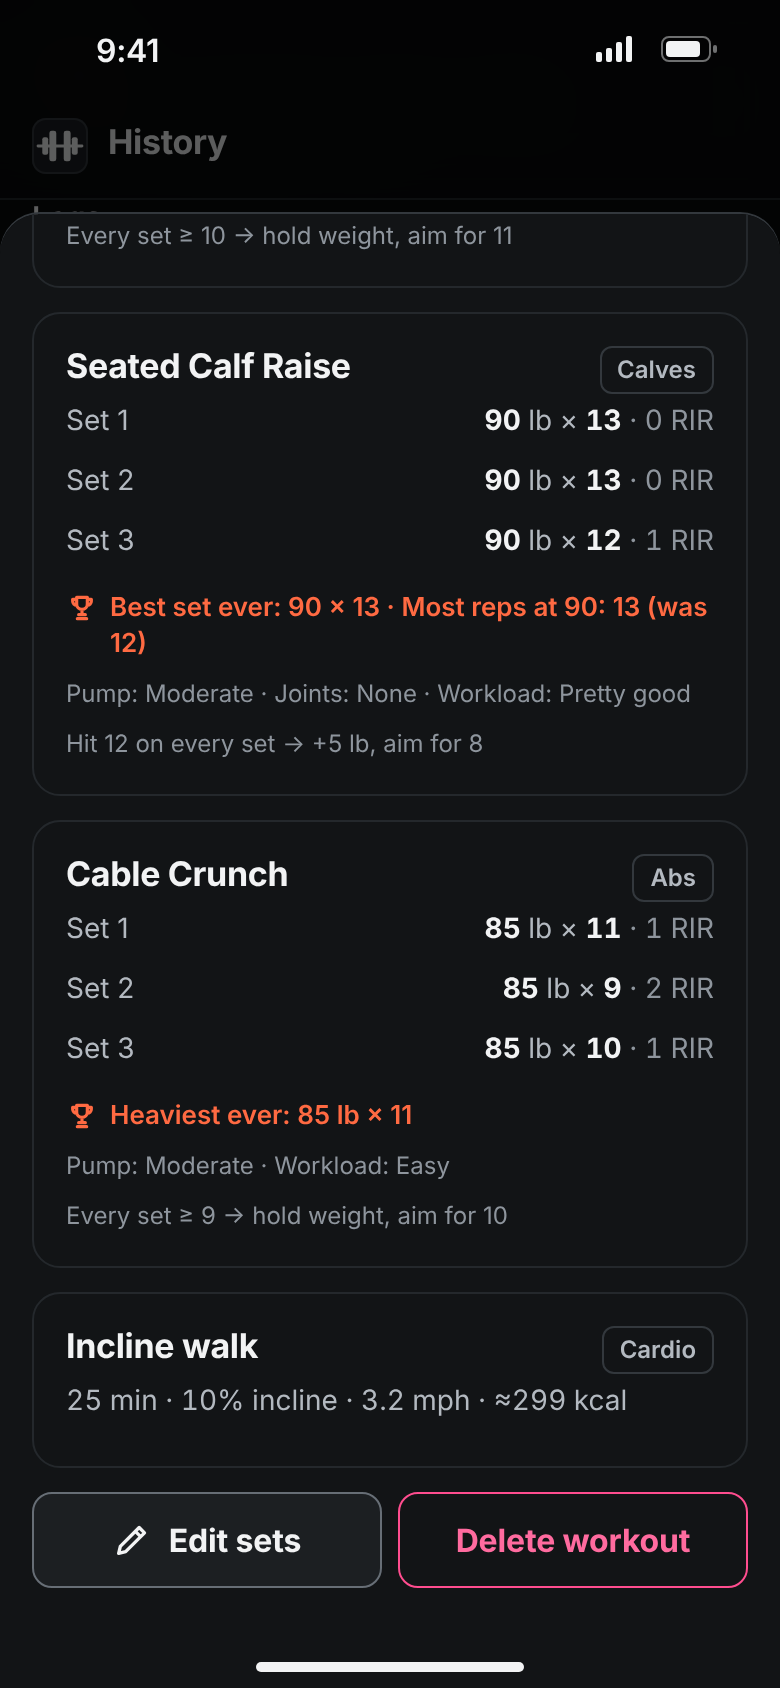 9:41
History
Every set ≥ 10 → hold weight, aim for 11
Seated Calf Raise
Calves
Set 1 90 lb × 13 · 0 RIR
Set 2 90 lb × 13 · 0 RIR
Set 3 90 lb × 12 · 1 RIR
Best set ever: 90 × 13 · Most reps at 90: 13 (was
12)
Pump: Moderate · Joints: None · Workload: Pretty good
Hit 12 on every set → +5 lb, aim for 8
Cable Crunch
Abs
Set 1 85 lb × 11 · 1 RIR
Set 2 85 lb × 9 · 2 RIR
Set 3 85 lb × 10 · 1 RIR
Heaviest ever: 85 lb × 11
Pump: Moderate · Workload: Easy
Every set ≥ 9 → hold weight, aim for 10
Incline walk
Cardio
25 min · 10% incline · 3.2 mph · ≈299 kcal
Edit sets
Delete workout